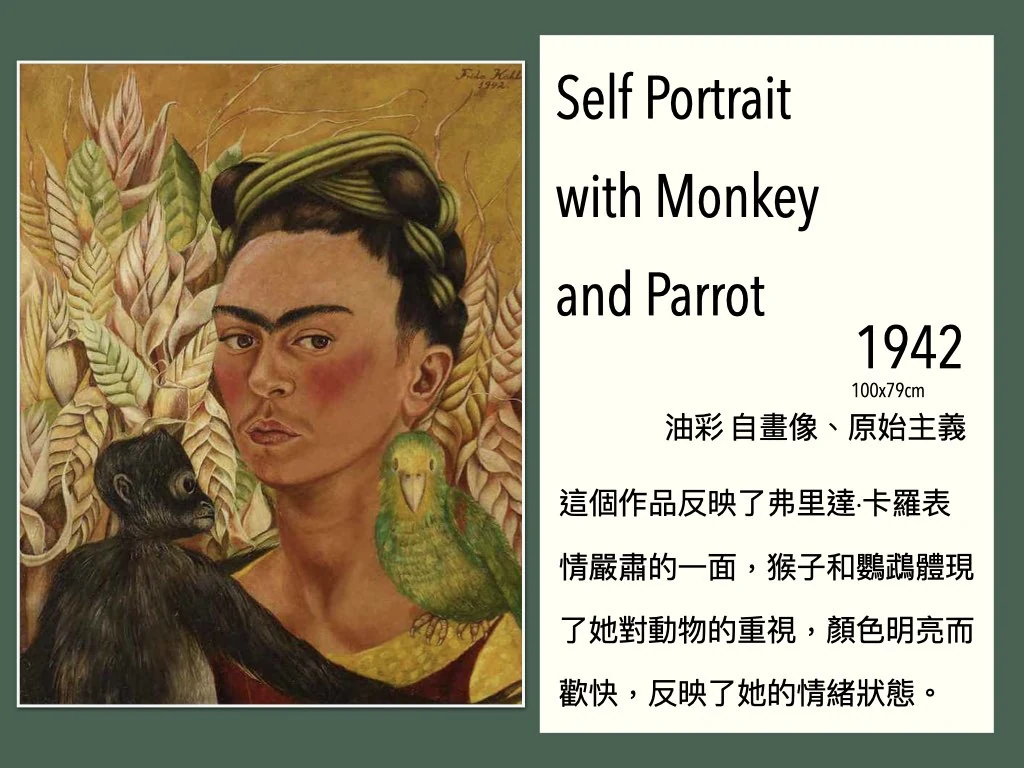 Frida Kahl
1942.
Self Portrait
with Monkey
and Parrot
1942
100x79cm
油彩 自畫像、原始主義
這個作品反映了弗里達·卡羅表
情嚴肅的一面，猴子和鸚鵡體現
了她對動物的重視，顏色明亮而
歡快，反映了她的情緒狀態。